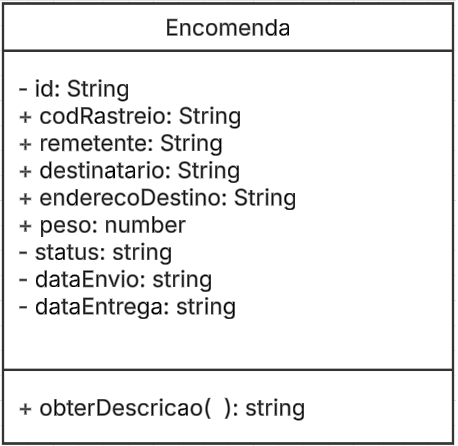 Encomenda
- id: String
+ codRastreio: String
+ remetente: String
+ destinatario: String
+ enderecoDestino: String
+ peso: number
- status: string
- dataEnvio: string
- dataEntrega: string
+ obterDescricao(  ): string